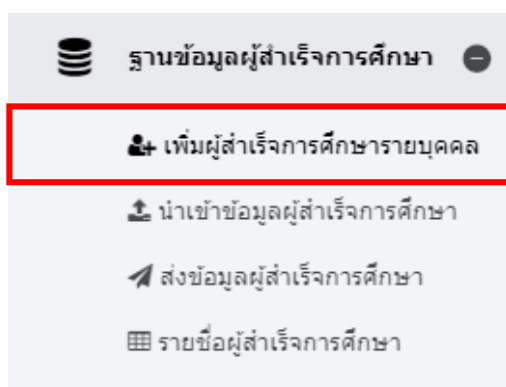 ฐานข้อมูลผู้สำเร็จการศึกษา
เพิ่มผู้สำเร็จการศึกษารายบุคคล
นำเข้าข้อมูลผู้สำเร็จการศึกษา
ส่งข้อมูลผู้สำเร็จการศึกษา
รายชื่อผู้สำเร็จการศึกษา